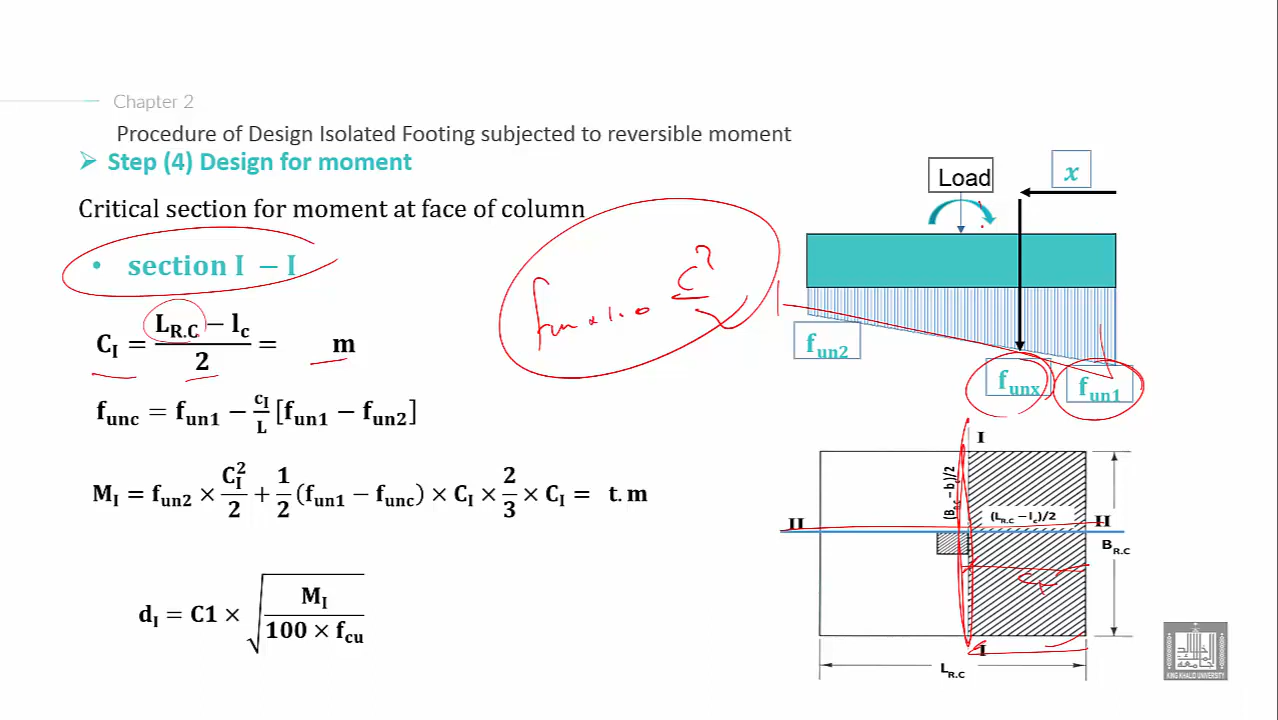 Chapter 2
Procedure of Design Isolated Footing subjected to reversible moment
➢ Step (4) Design for moment
Critical section for moment at face of column
• section I – I
C_I = (L_R.C − l_c)/2 = m
f_unc = f_un1 − c_I/L [f_un1 − f_un2]
M_I = f_un2 × C_I²/2 + 1/2 (f_un1 − f_unc) × C_I × 2/3 × C_I = t.m
d_I = C1 × √(M_I/(100 × f_cu))
Load
x
f_un2
f_unx
f_un1
I
(L_R.C − l_c)/2
II
II
B_R.C
I
L_R.C
KING KHALID UNIVERSITY